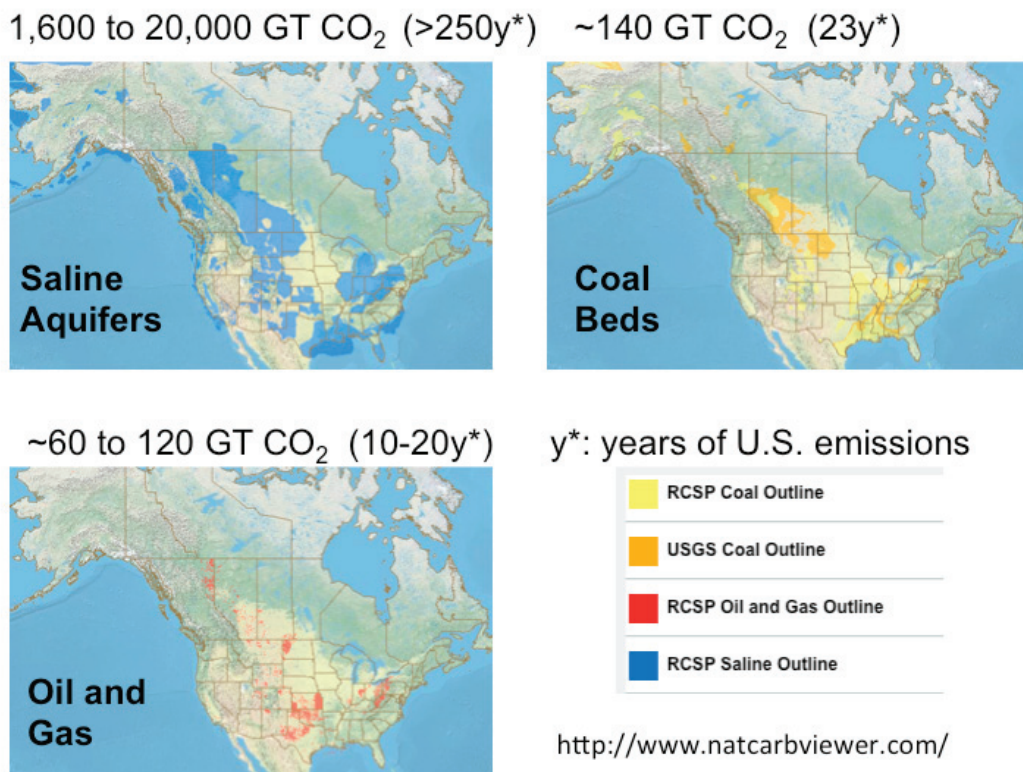 1,600 to 20,000 GT CO₂ (>250y*)
~140 GT CO₂ (23y*)
Saline
Aquifers
Coal
Beds
~60 to 120 GT CO₂ (10-20y*)
y*: years of U.S. emissions
RCSP Coal Outline
USGS Coal Outline
RCSP Oil and Gas Outline
RCSP Saline Outline
Oil and
Gas
http://www.natcarbviewer.com/